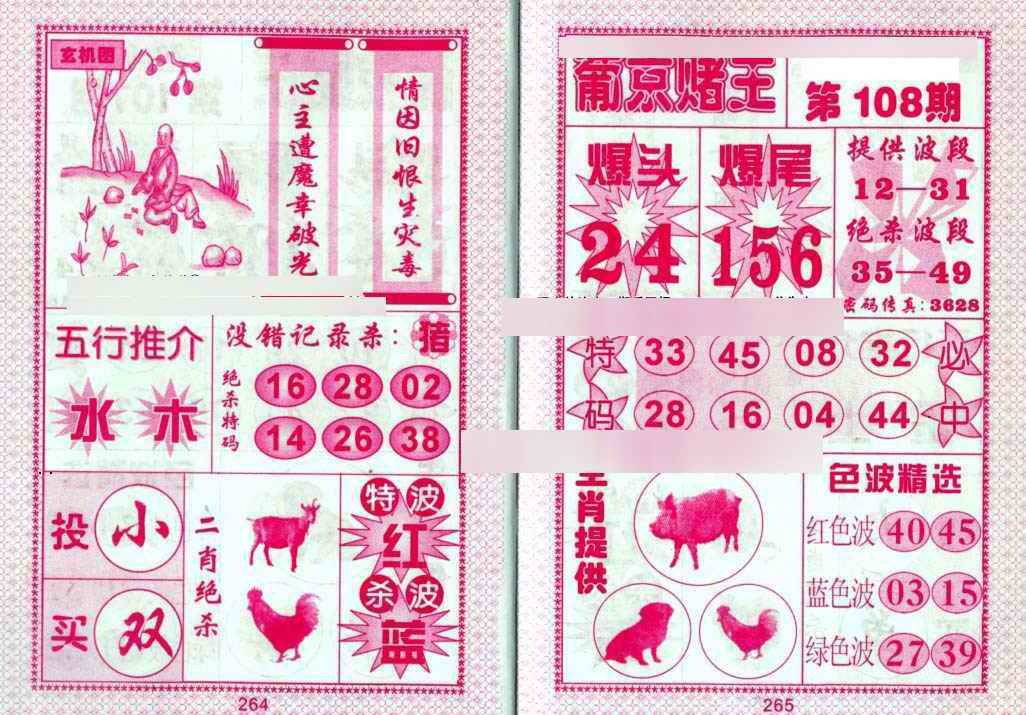 玄机图
情因旧恨生灾毒
心主遭魔幸破光
五行推介
水 木
没错记录杀：猪
绝杀特码
16 28 02
14 26 38
投 小
买 双
二肖绝杀
特波
红
杀波
蓝
264
葡京赌王
第108期
爆头
24
爆尾
156
提供波段
12—31
绝杀波段
35—49
密码传真：3628
特码
33 45 08 32
28 16 04 44
必中
生肖提供
色波精选
红色波 40 45
蓝色波 03 15
绿色波 27 39
265